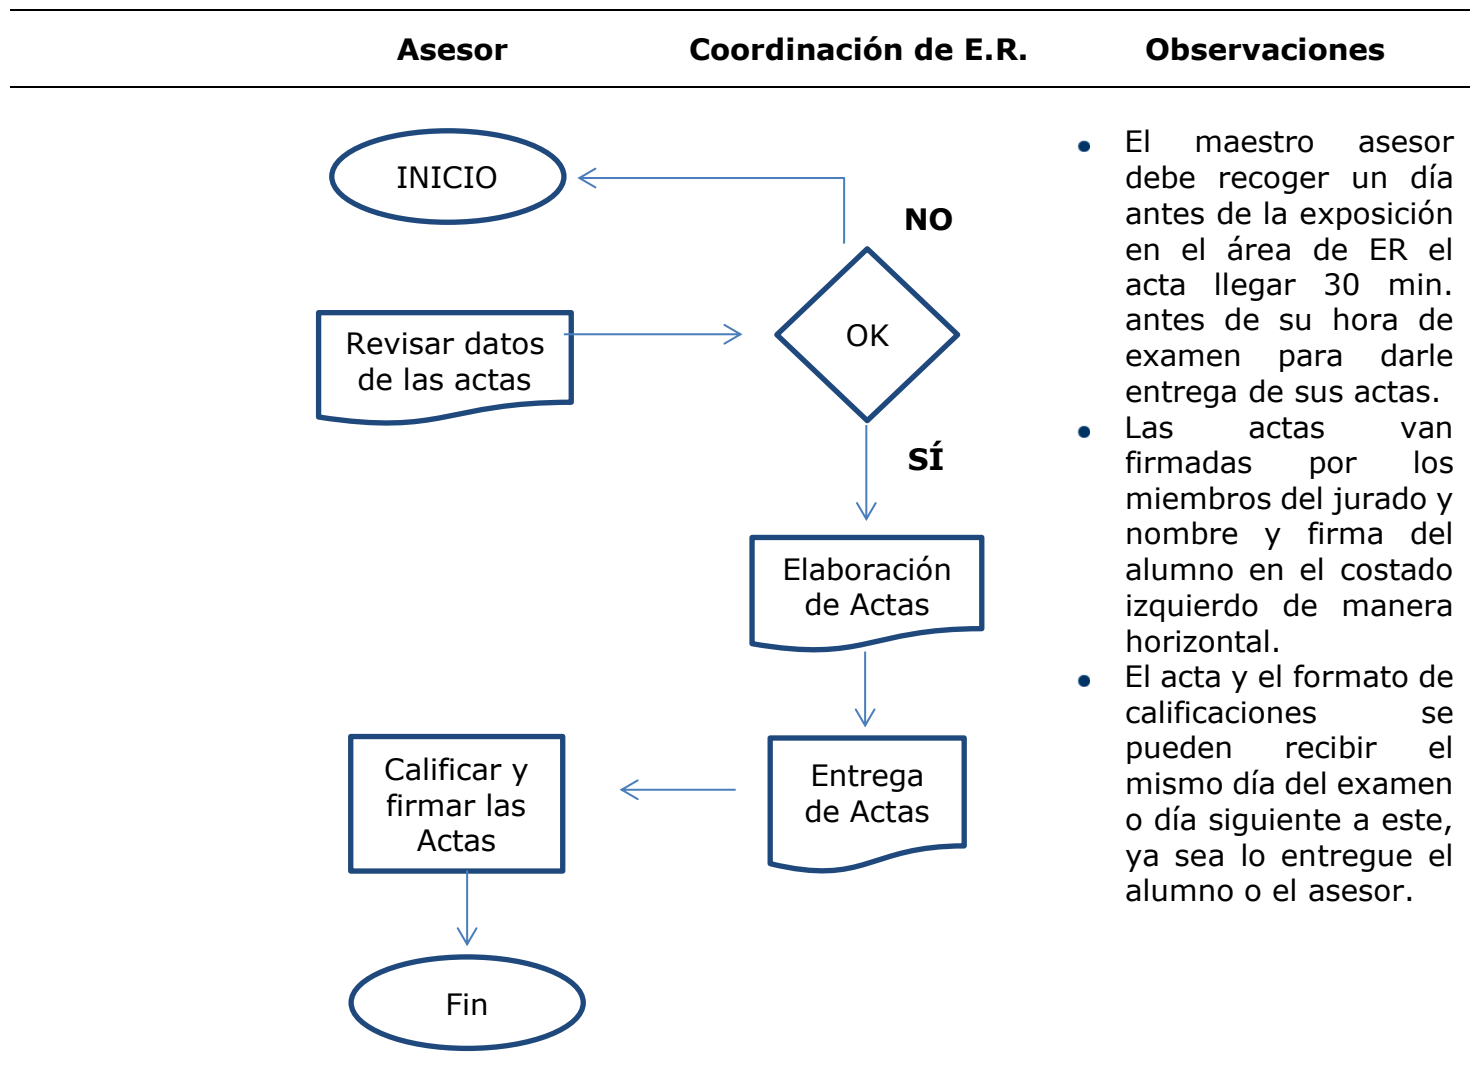 Asesor
Coordinación de E.R.
Observaciones
INICIO
NO
Revisar datos
de las actas
OK
SÍ
Elaboración
de Actas
Entrega
de Actas
Calificar y
firmar las
Actas
Fin
El maestro asesor
debe recoger un día
antes de la exposición
en el área de ER el
acta llegar 30 min.
antes de su hora de
examen para darle
entrega de sus actas.
Las actas van
firmadas por los
miembros del jurado y
nombre y firma del
alumno en el costado
izquierdo de manera
horizontal.
El acta y el formato de
calificaciones se
pueden recibir el
mismo día del examen
o día siguiente a este,
ya sea lo entregue el
alumno o el asesor.